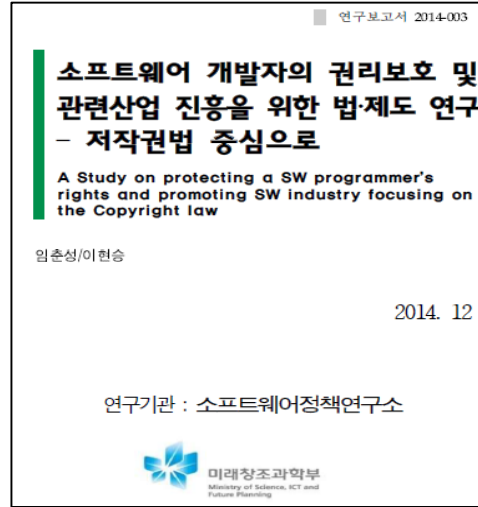 연구보고서 2014-003
소프트웨어 개발자의 권리보호 및
관련산업 진흥을 위한 법·제도 연구
- 저작권법 중심으로
A Study on protecting a SW programmer's
rights and promoting SW industry focusing on
the Copyright law
임춘성/이현승
2014. 12
연구기관 : 소프트웨어정책연구소
미래창조과학부
Ministry of Science, ICT and
Future Planning